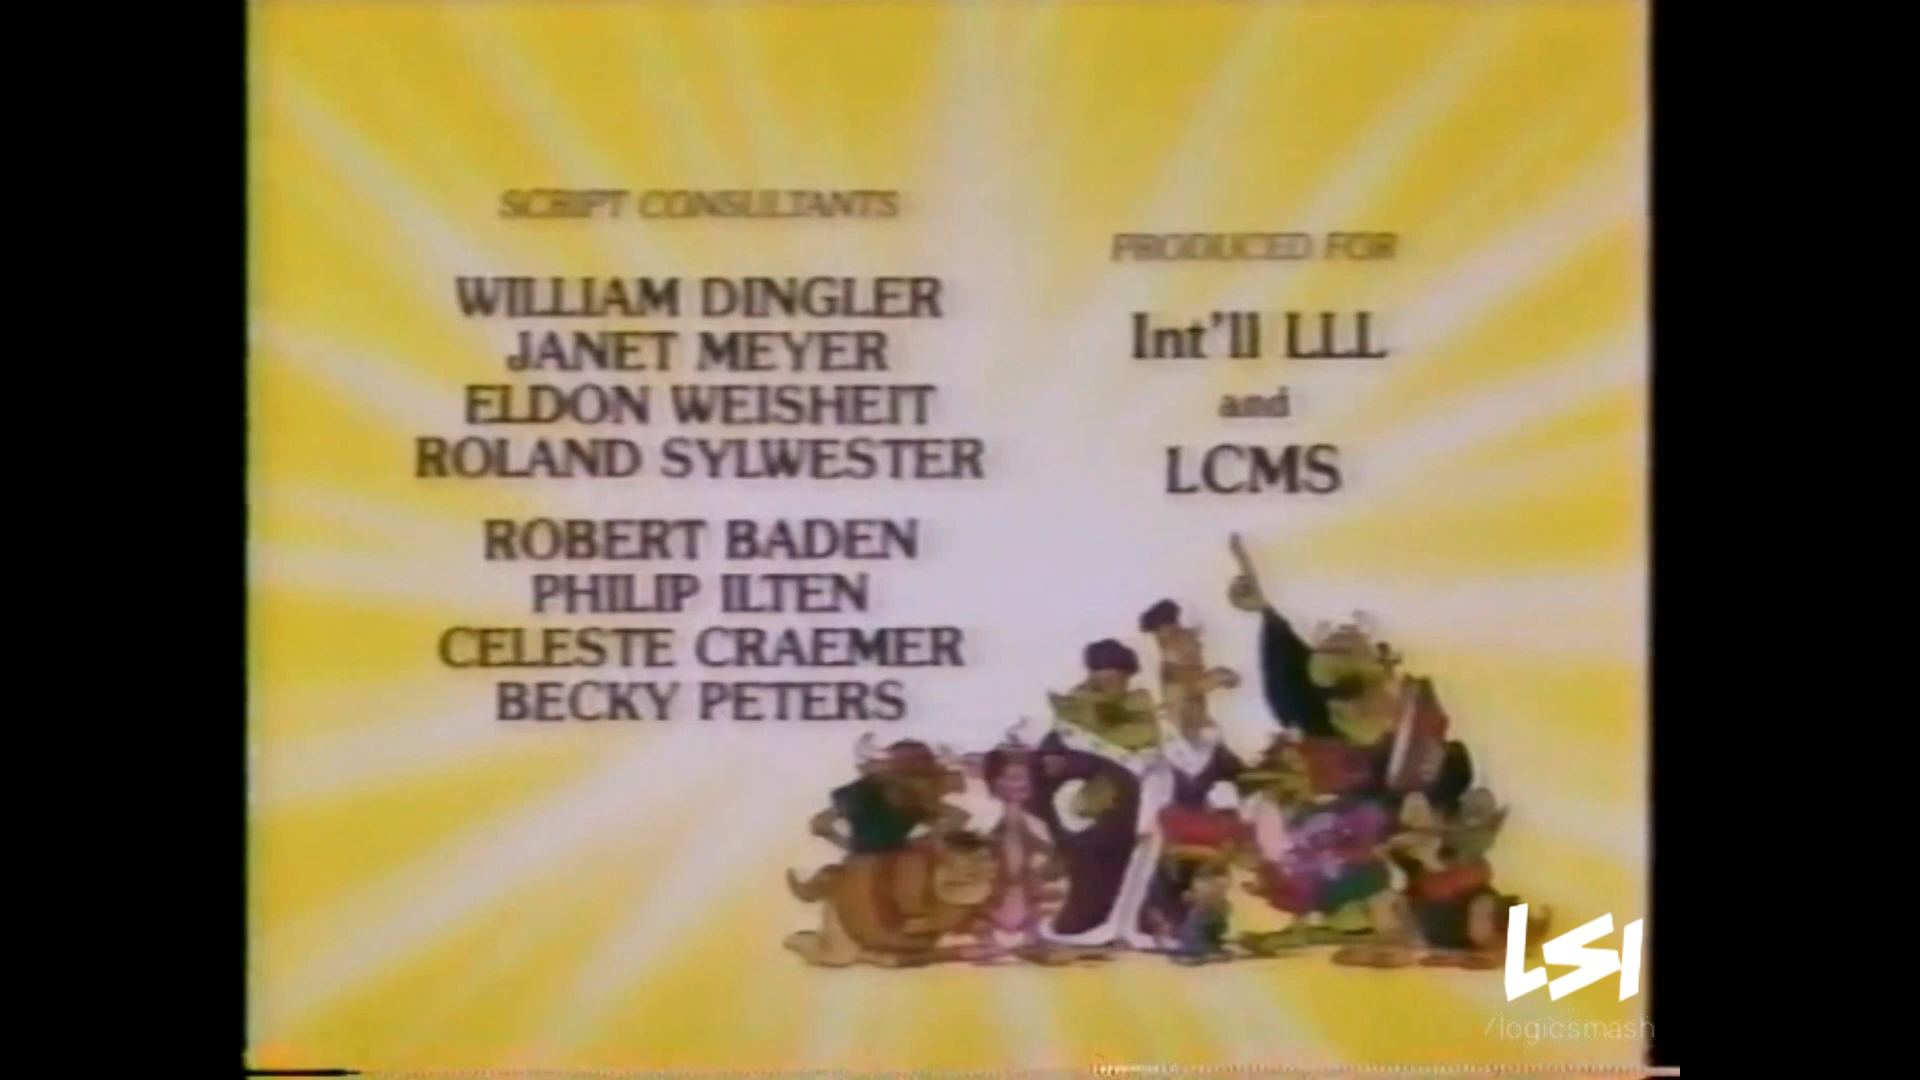 SCRIPT CONSULTANTS
WILLIAM DINGLER
JANET MEYER
ELDON WEISHEIT
ROLAND SYLWESTER
ROBERT BADEN
PHILIP ILTEN
CELESTE CRAEMER
BECKY PETERS
PRODUCED FOR
Int'll LLL
and
LCMS
LSI
/logicsmash